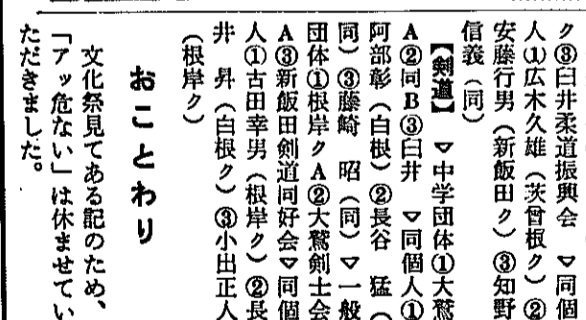 ク③臼井柔道振興会 ▽同個
人⑴広木久雄(茨曽根ク)②
安藤行男(新飯田ク)③知野
信義(同)
【剣道】 ▽中学団体①大鷲
A②同B③臼井 ▽同個人①
阿部彰(白根)②長谷 猛(
同)③藤崎 昭(同)▽一般
団体①根岸クA②大鷲剣士会
A③新飯田剣道同好会▽同個
人①古田幸男(根岸ク)②長
井 昇(白根ク)③小出正人
(根岸ク)
おことわり
文化祭見てある記のため、
「アッ危ない」は休ませてい
ただきました。